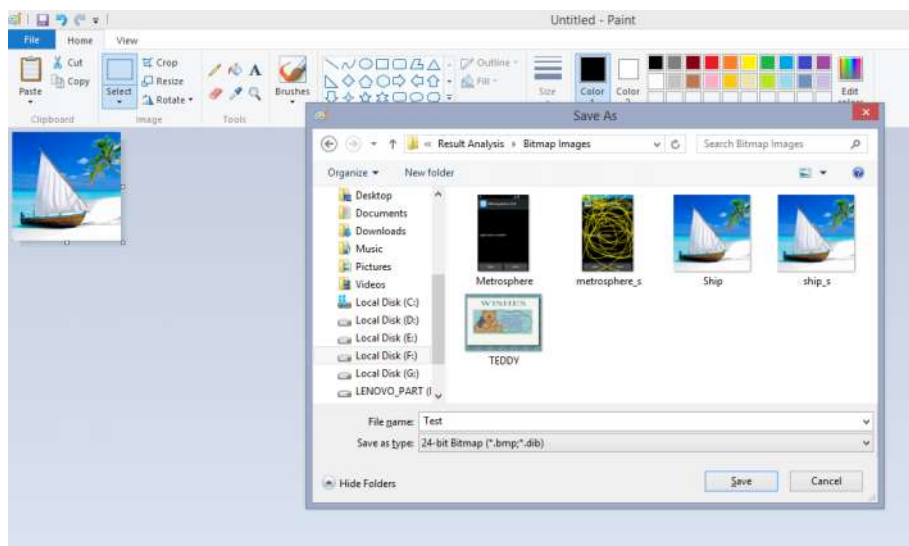 Untitled - Paint
File Home View
Cut
Copy
Paste
Clipboard
Select
Crop
Resize
Rotate
Image
Tools
Brushes
Outline
Fill
Size
Color
1
Color
2
Edit
colors
Save As
« Result Analysis Bitmap Images
Search Bitmap Images
Organize New folder
Desktop
Documents
Downloads
Music
Pictures
Videos
Local Disk (C:)
Local Disk (D:)
Local Disk (E:)
Local Disk (F:)
Local Disk (G:)
LENOVO_PART (
Metrosphere
metrosphere_s
Ship
ship_s
WISHES
TEDDY
File name: Test
Save as type: 24-bit Bitmap (*.bmp;*.dib)
Hide Folders
Save
Cancel